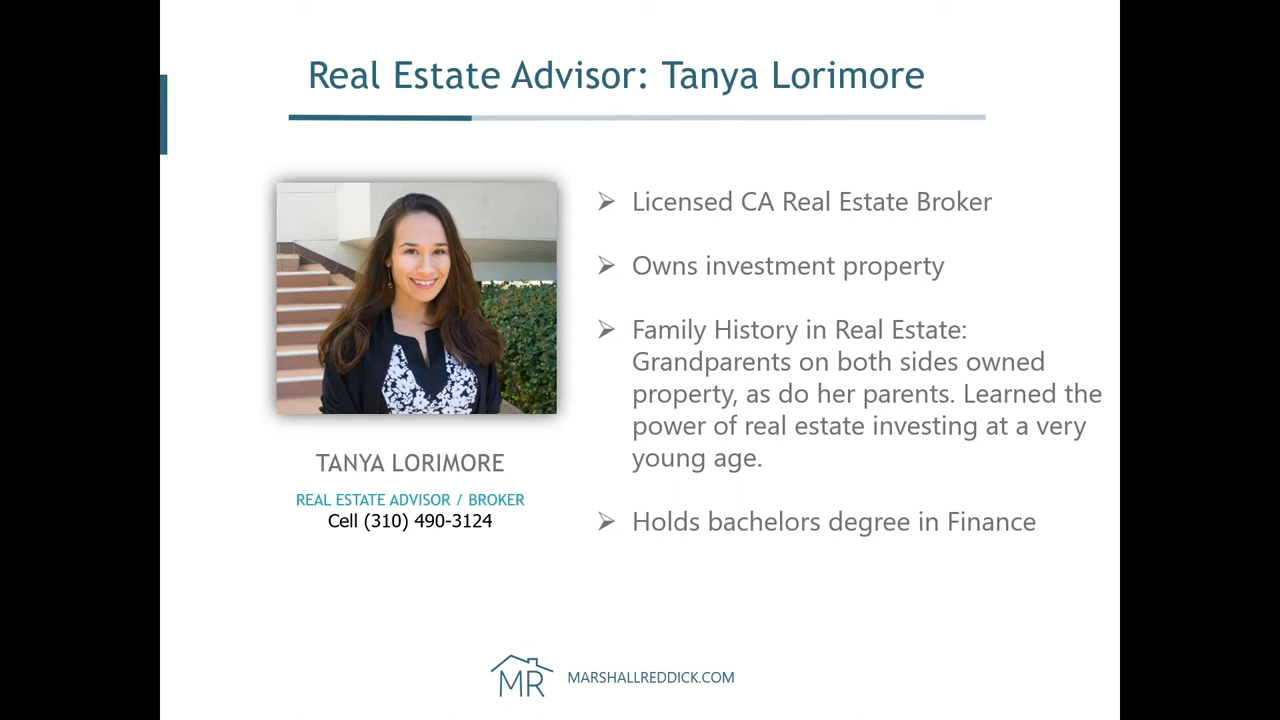 Real Estate Advisor: Tanya Lorimore
Licensed CA Real Estate Broker
Owns investment property
Family History in Real Estate:
Grandparents on both sides owned
property, as do her parents. Learned the
power of real estate investing at a very
young age.
Holds bachelors degree in Finance
TANYA LORIMORE
REAL ESTATE ADVISOR / BROKER
Cell (310) 490-3124
MR
MARSHALLREDDICK.COM